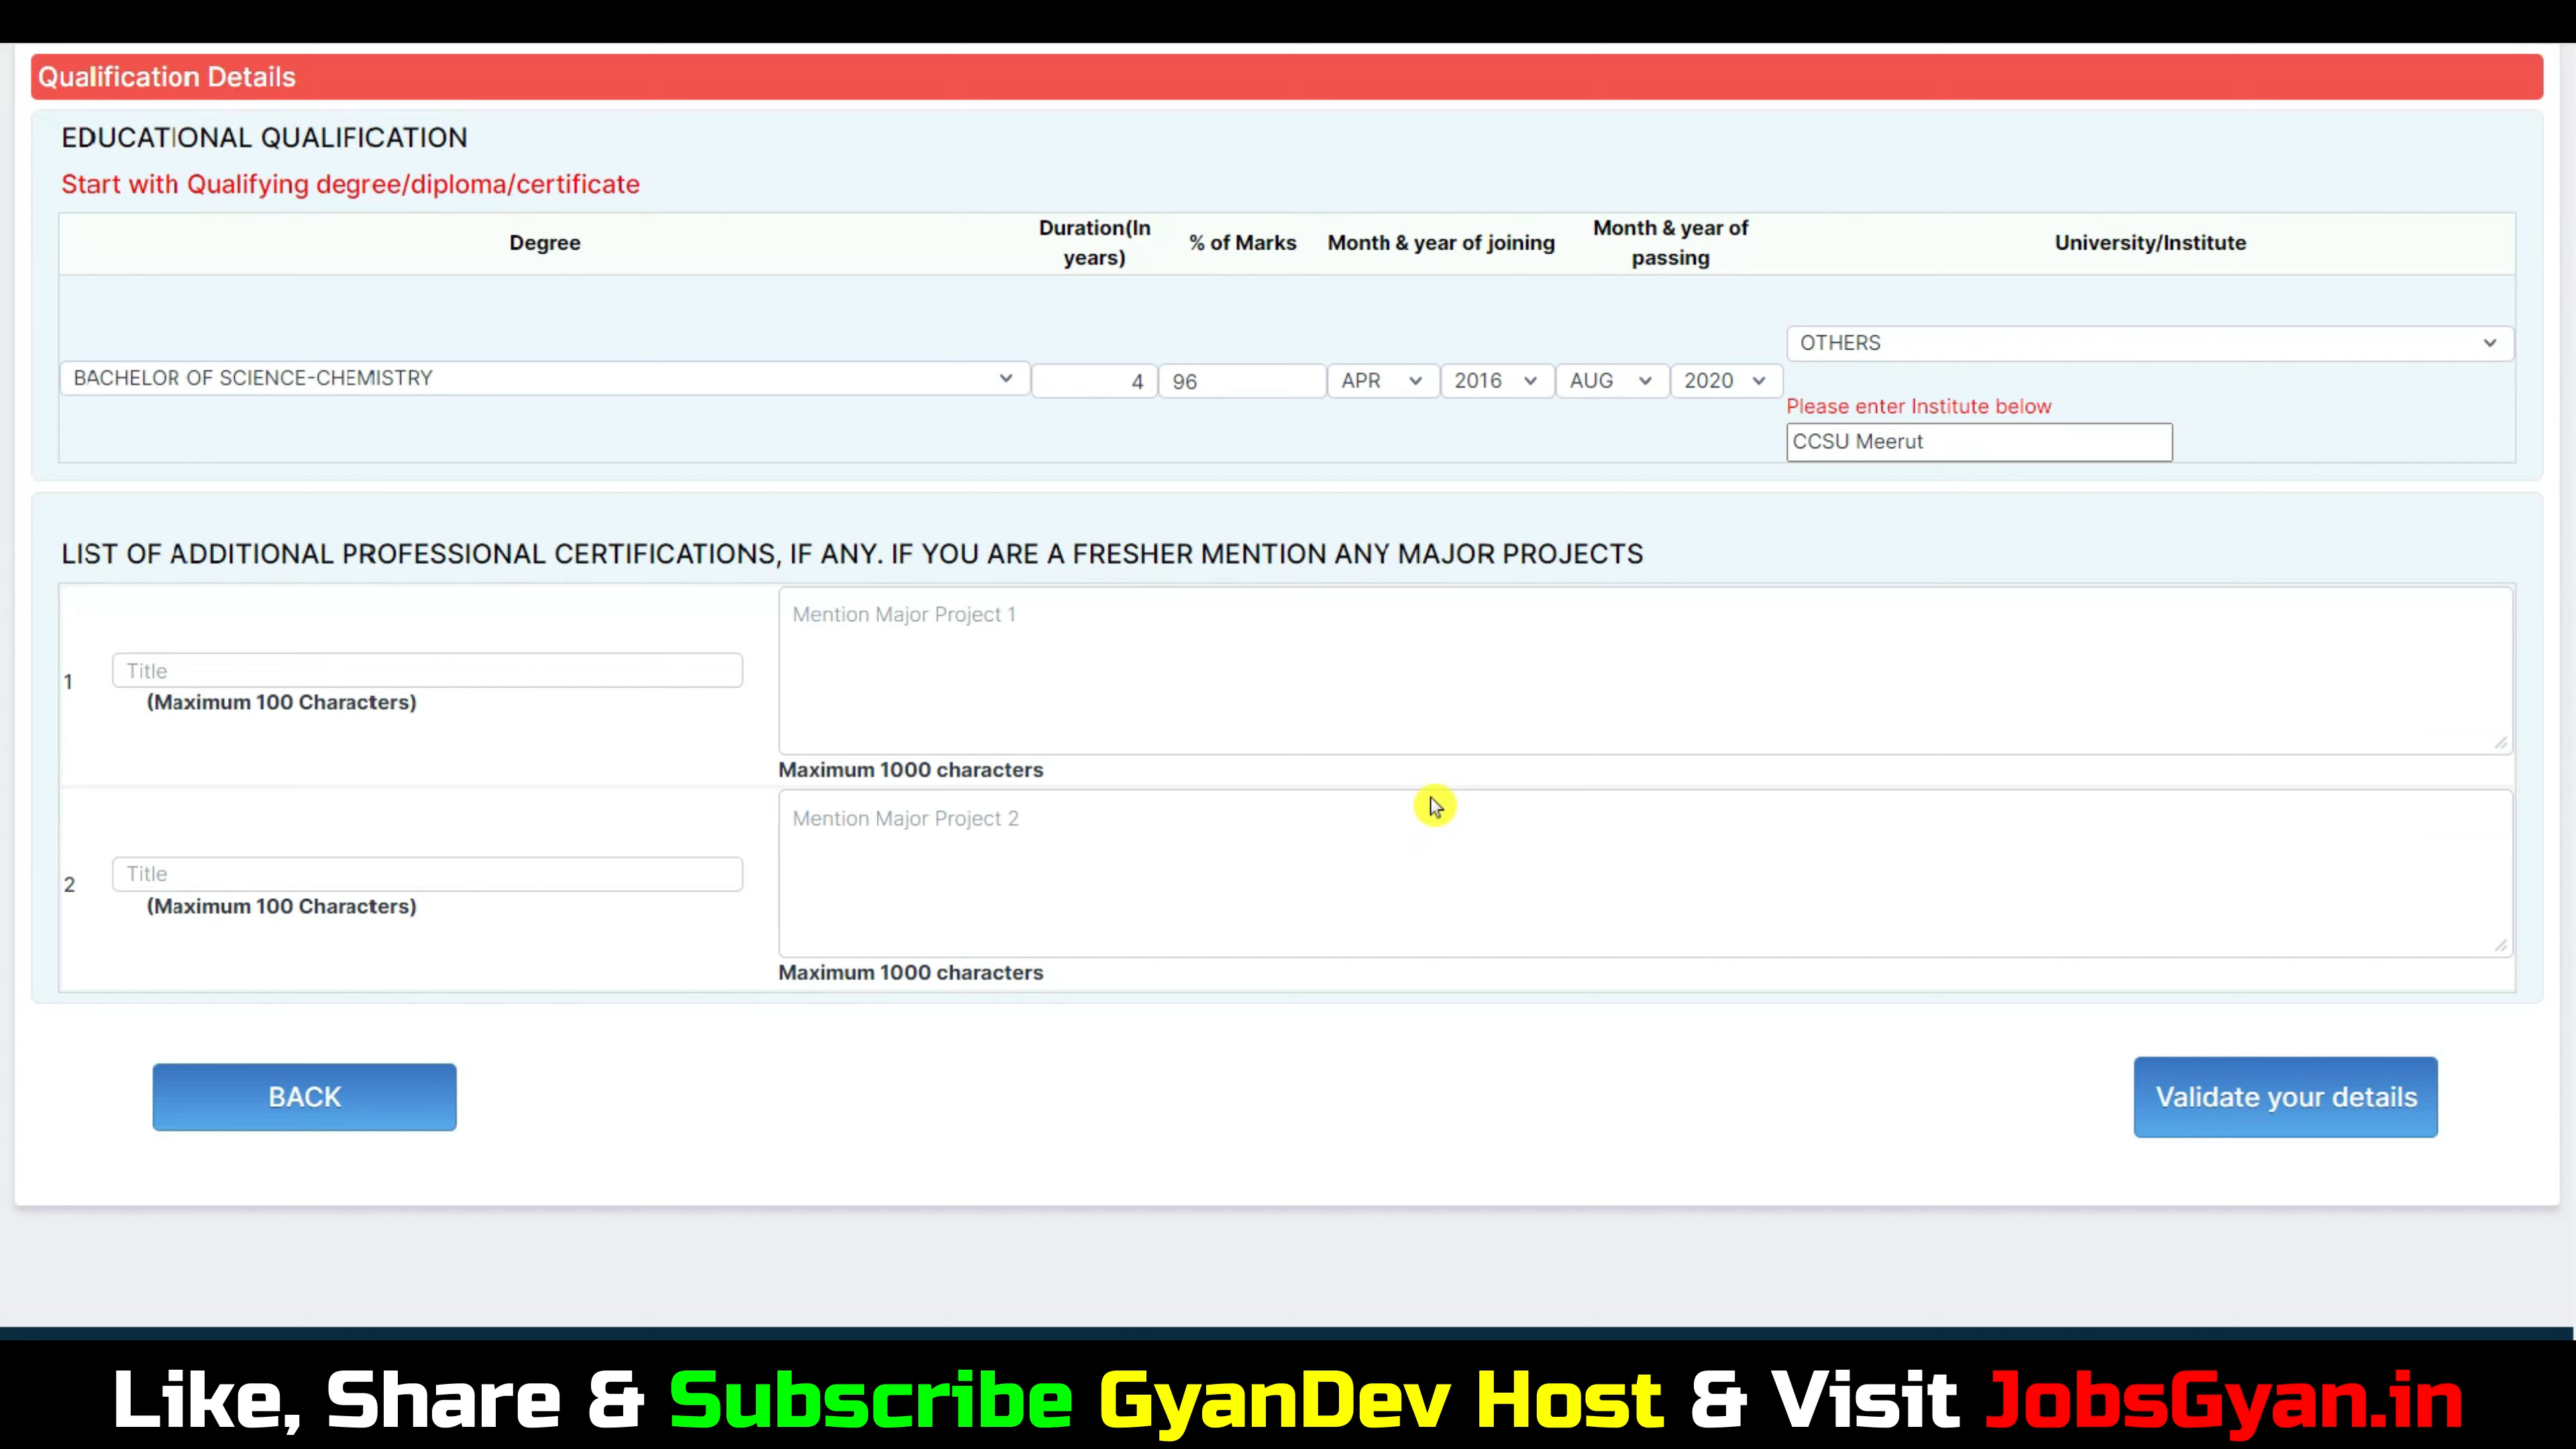 Qualification Details
EDUCATIONAL QUALIFICATION
Start with Qualifying degree/diploma/certificate
Degree
Duration(In years)
% of Marks
Month & year of joining
Month & year of passing
University/Institute
BACHELOR OF SCIENCE-CHEMISTRY
4
96
APR
2016
AUG
2020
OTHERS
Please enter Institute below
CCSU Meerut
LIST OF ADDITIONAL PROFESSIONAL CERTIFICATIONS, IF ANY. IF YOU ARE A FRESHER MENTION ANY MAJOR PROJECTS
1
Title
(Maximum 100 Characters)
Mention Major Project 1
Maximum 1000 characters
2
Title
(Maximum 100 Characters)
Mention Major Project 2
Maximum 1000 characters
BACK
Validate your details
Like, Share & Subscribe GyanDev Host & Visit JobsGyan.in